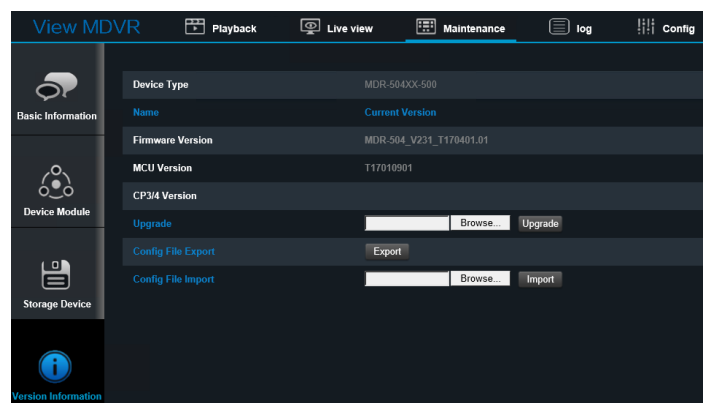 View MDVR Playback Live view Maintenance log Config
Basic Information
Device Module
Storage Device
Version Information
Device Type MDR-504XX-500
Name Current Version
Firmware Version MDR-504_V231_T170401.01
MCU Version T17010901
CP3/4 Version
Upgrade Browse... Upgrade
Config File Export Export
Config File Import Browse... Import